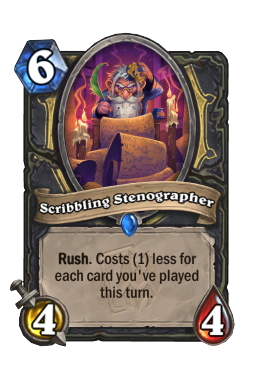 6
Scribbling Stenographer
Rush. Costs (1) less for
each card you've played
this turn.
4
4